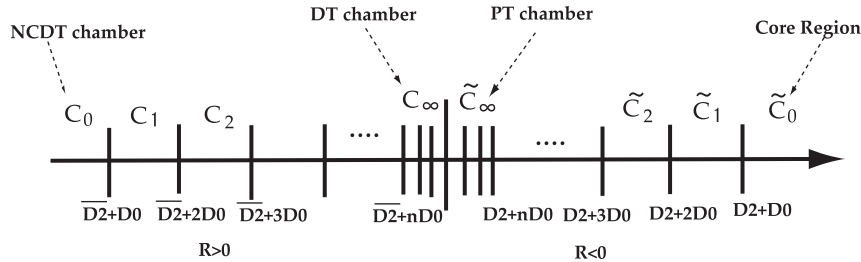 DT chamber
PT chamber
NCDT chamber
Core Region
C₀ C₁ C₂ .... C∞ C̃∞ .... C̃₂ C̃₁ C̃₀
D̅2̅+D0 D̅2̅+2D0 D̅2̅+3D0 D̅2̅+nD0 D2+nD0 D2+3D0 D2+2D0 D2+D0
R>0 R<0